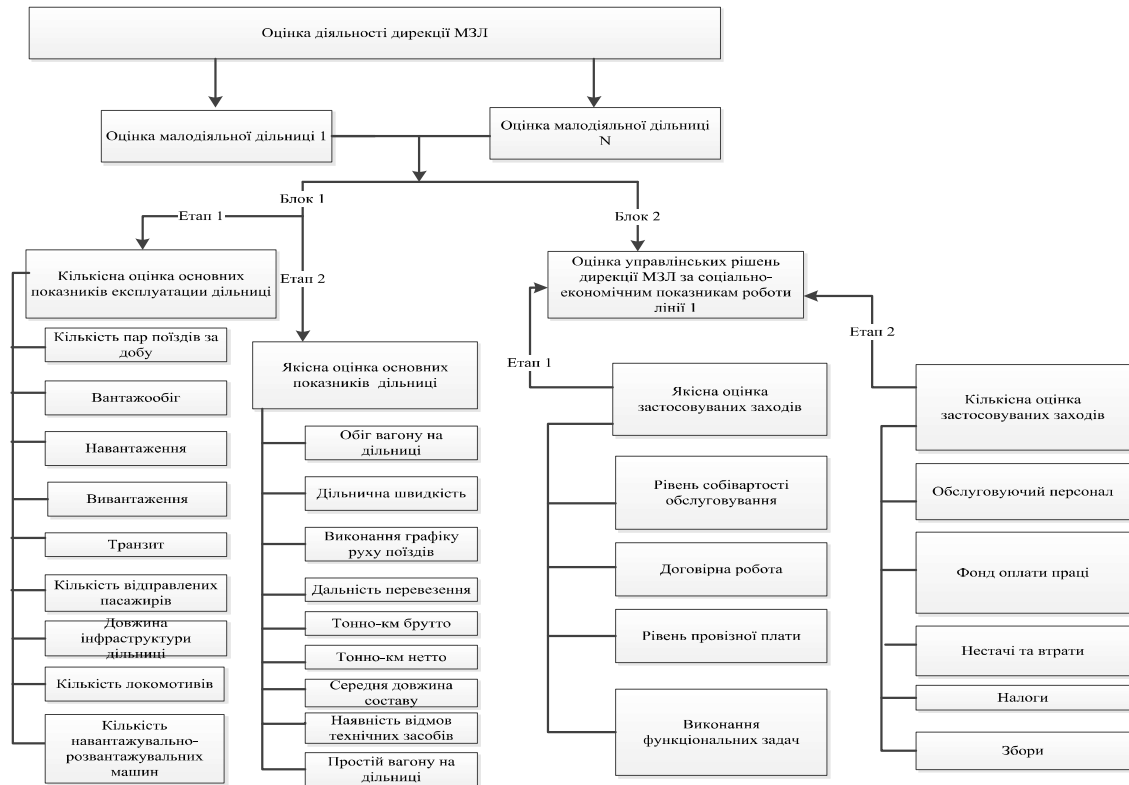 Оцінка діяльності дирекції МЗЛ
Оцінка малодіяльної дільниці 1
Оцінка малодіяльної дільниці
N
Блок 1
Блок 2
Етап 1
Етап 2
Кількісна оцінка основних
показників експлуатации дільниці
Кількість пар поїздів за
добу
Вантажообіг
Навантаження
Вивантаження
Транзит
Кількість відправлених
пасажирів
Довжина
інфраструктури
дільниці
Кількість локомотивів
Кількість
навантажувально-
розвантажувальних
машин
Якісна оцінка основних
показників дільниці
Обіг вагону на
дільниці
Дільнична швидкість
Виконання графіку
руху поїздів
Дальність перевезення
Тонно-км брутто
Тонно-км нетто
Середня довжина
составу
Наявність відмов
технічних засобів
Простій вагону на
дільниці
Оцінка управлінських рішень
дирекції МЗЛ за соціально-
економічним показникам роботи
лінії 1
Етап 1
Етап 2
Якісна оцінка
застосовуваних заходів
Рівень собівартості
обслуговування
Договірна робота
Рівень провізної плати
Виконання
функціональних задач
Кількісна оцінка
застосовуваних заходів
Обслуговуючий персонал
Фонд оплати праці
Нестачі та втрати
Налоги
Збори